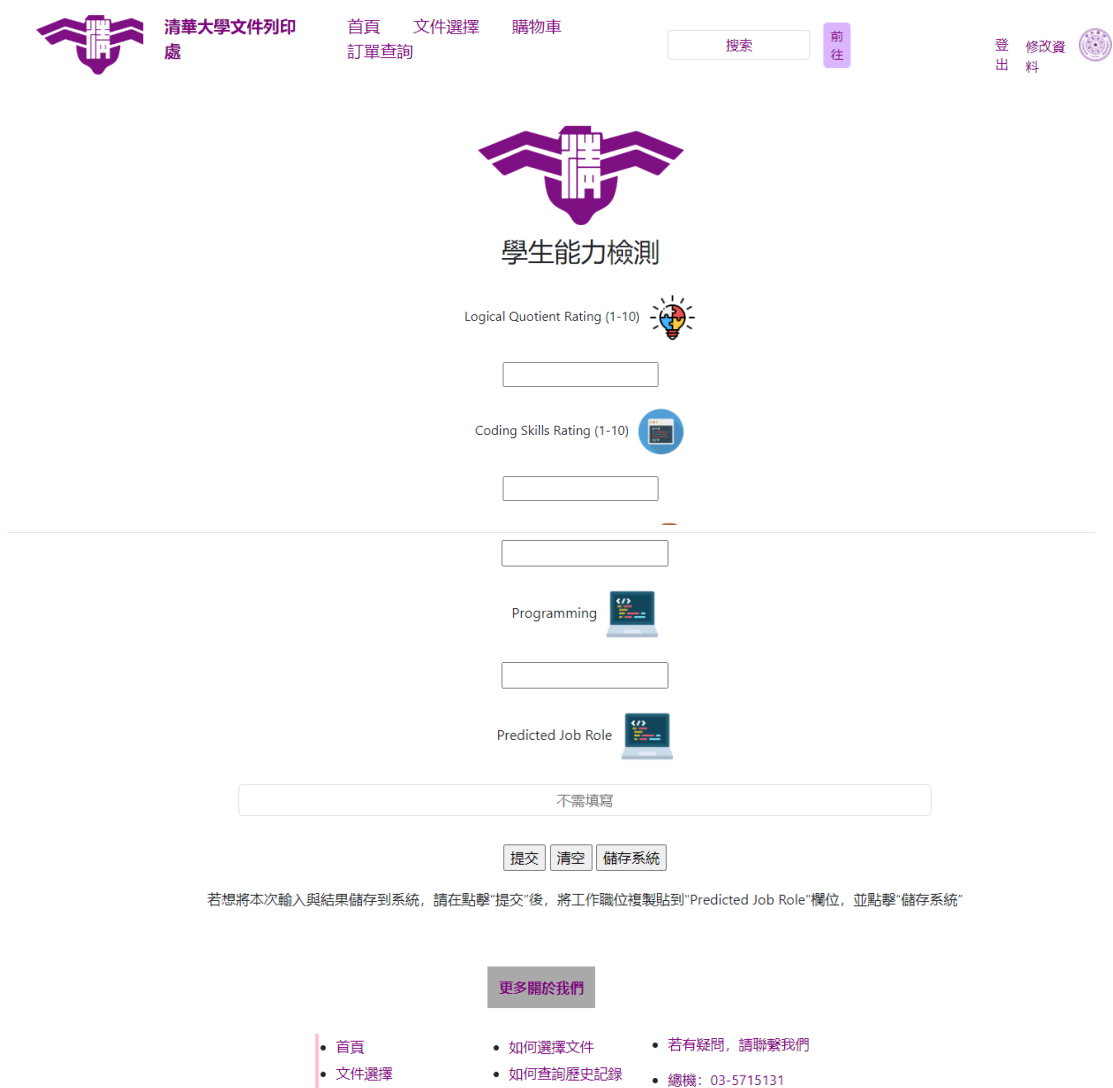 清華大學文件列印
處
首頁 文件選擇 購物車
訂單查詢
搜索
前
往
登
出
修改資
料
學生能力檢測
Logical Quotient Rating (1-10)
Coding Skills Rating (1-10)
Programming
Predicted Job Role
不需填寫
提交 清空 儲存系統
若想將本次輸入與結果儲存到系統，請在點擊"提交"後，將工作職位複製貼到"Predicted Job Role"欄位，並點擊"儲存系統"
更多關於我們
首頁
文件選擇
如何選擇文件
如何查詢歷史記錄
若有疑問，請聯繫我們
總機：03-5715131